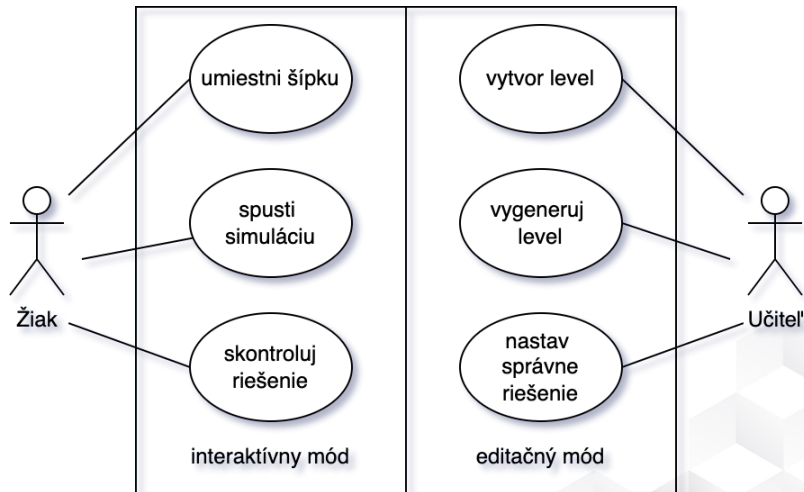 umiestni šípku
vytvor level
spusti
simuláciu
vygeneruj
level
Žiak
Učiteľ
skontroluj
riešenie
nastav
správne
riešenie
interaktívny mód
editačný mód